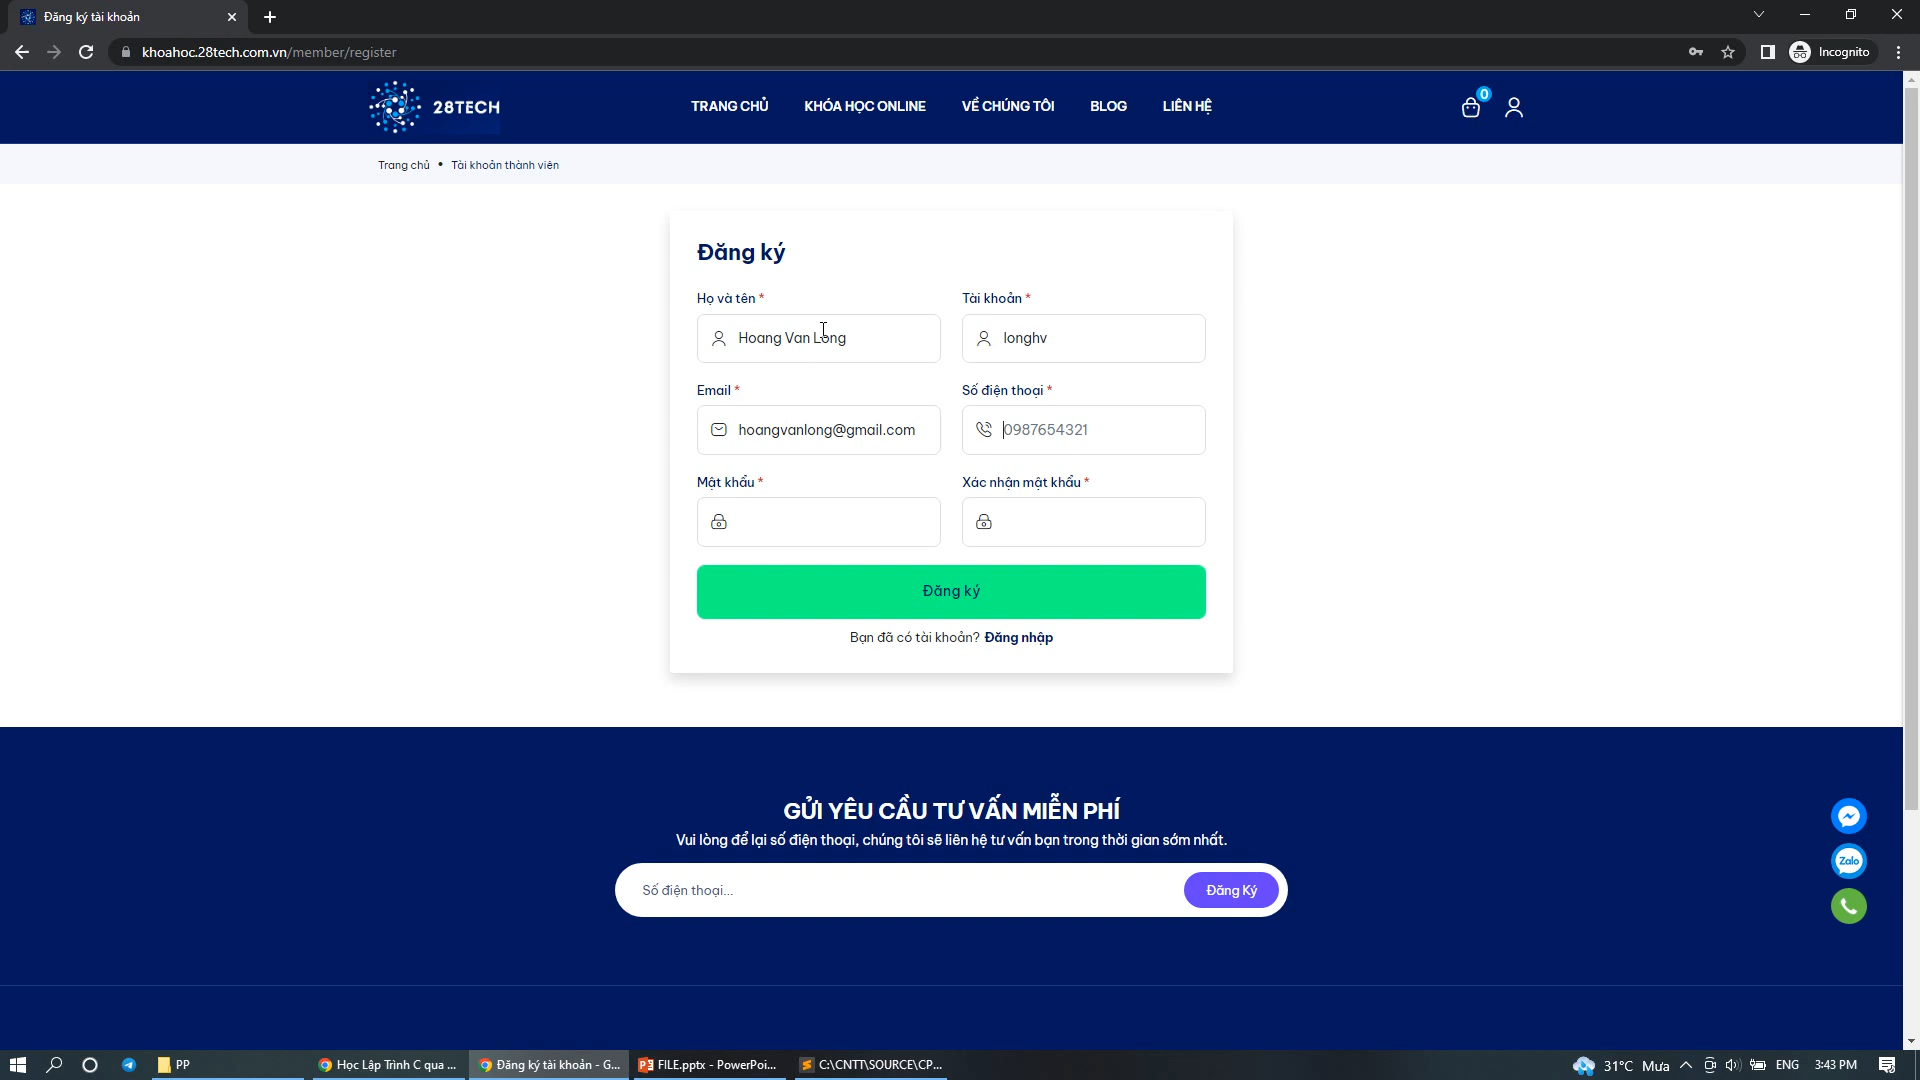 Đăng ký tài khoản
khoahoc.28tech.com.vn/member/register
Incognito
28TECH
TRANG CHỦ
KHÓA HỌC ONLINE
VỀ CHÚNG TÔI
BLOG
LIÊN HỆ
0
Trang chủ • Tài khoản thành viên
Đăng ký
Họ và tên *
Tài khoản *
Hoang Van Long
longhv
Email *
Số điện thoại *
hoangvanlong@gmail.com
0987654321
Mật khẩu *
Xác nhận mật khẩu *
Đăng ký
Bạn đã có tài khoản? Đăng nhập
GỬI YÊU CẦU TƯ VẤN MIỄN PHÍ
Vui lòng để lại số điện thoại, chúng tôi sẽ liên hệ tư vấn bạn trong thời gian sớm nhất.
Số điện thoại...
Đăng Ký
Zalo
PP
Học Lập Trình C qua ...
Đăng ký tài khoản - G...
FILE.pptx - PowerPoi...
C:\CNTT\SOURCE\CP...
31°C Mưa
ENG
3:43 PM